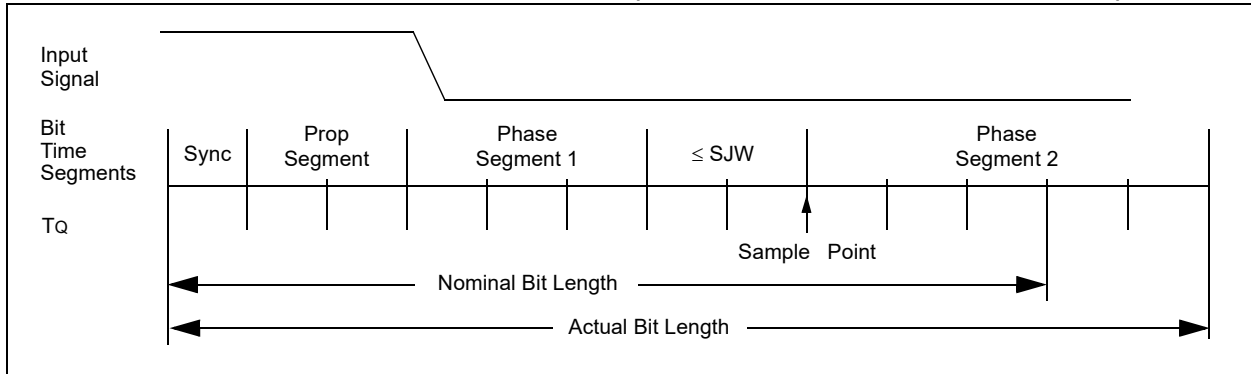 Input
Signal
Bit
Time
Segments
Sync
Prop
Segment
Phase
Segment 1
≤ SJW
Phase
Segment 2
TQ
Sample Point
Nominal Bit Length
Actual Bit Length